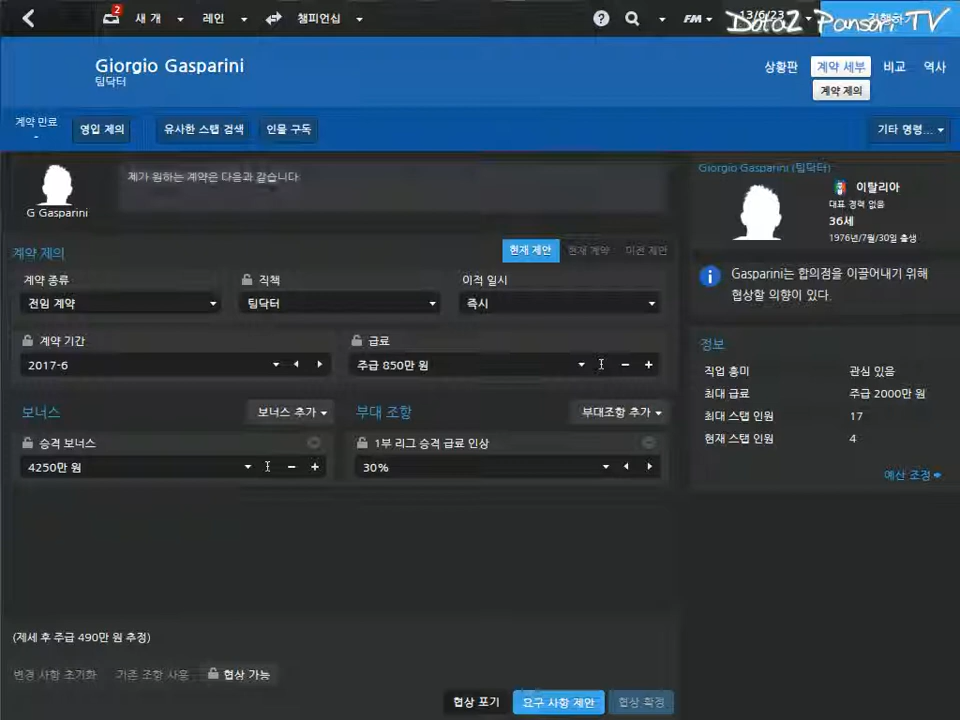 2
새 개
레인
챔피언십
?
FM
13/6/23
Dota2 Pansori TV
Giorgio Gasparini
팀닥터
상황판
계약 세부
비교
역사
계약 제의
계약 만료
-
영입 제의
유사한 스탭 검색
인물 구독
기타 명령...
G Gasparini
제가 원하는 계약은 다음과 같습니다.
Giorgio Gasparini (팀닥터)
이탈리아
대표 경력 없음
36세
1976년/7월/30일 출생
계약 제의
현재 제안
현재 계약
이전 제안
계약 종류
직책
이적 일시
전임 계약
팀닥터
즉시
Gasparini는 합의점을 이끌어내기 위해
협상할 의향이 있다.
계약 기간
급료
2017-6
주급 850만 원
정보
직업 흥미
관심 있음
최대 급료
주급 2000만 원
최대 스탭 인원
17
현재 스탭 인원
4
예산 조정
보너스
보너스 추가
부대 조항
부대조항 추가
승격 보너스
1부 리그 승격 급료 인상
4250만 원
30%
(제세 후 주급 490만 원 추정)
변경 사항 초기화
기존 조항 사용
협상 가능
협상 포기
요구 사항 제안
협상 확정